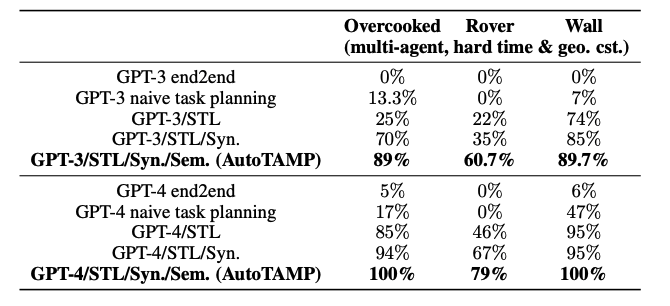 Overcooked Rover Wall
(multi-agent, hard time & geo. cst.)
GPT-3 end2end 0% 0% 0%
GPT-3 naive task planning 13.3% 0% 7%
GPT-3/STL 25% 22% 74%
GPT-3/STL/Syn. 70% 35% 85%
GPT-3/STL/Syn./Sem. (AutoTAMP) 89% 60.7% 89.7%
GPT-4 end2end 5% 0% 6%
GPT-4 naive task planning 17% 0% 47%
GPT-4/STL 85% 46% 95%
GPT-4/STL/Syn. 94% 67% 95%
GPT-4/STL/Syn./Sem. (AutoTAMP) 100% 79% 100%